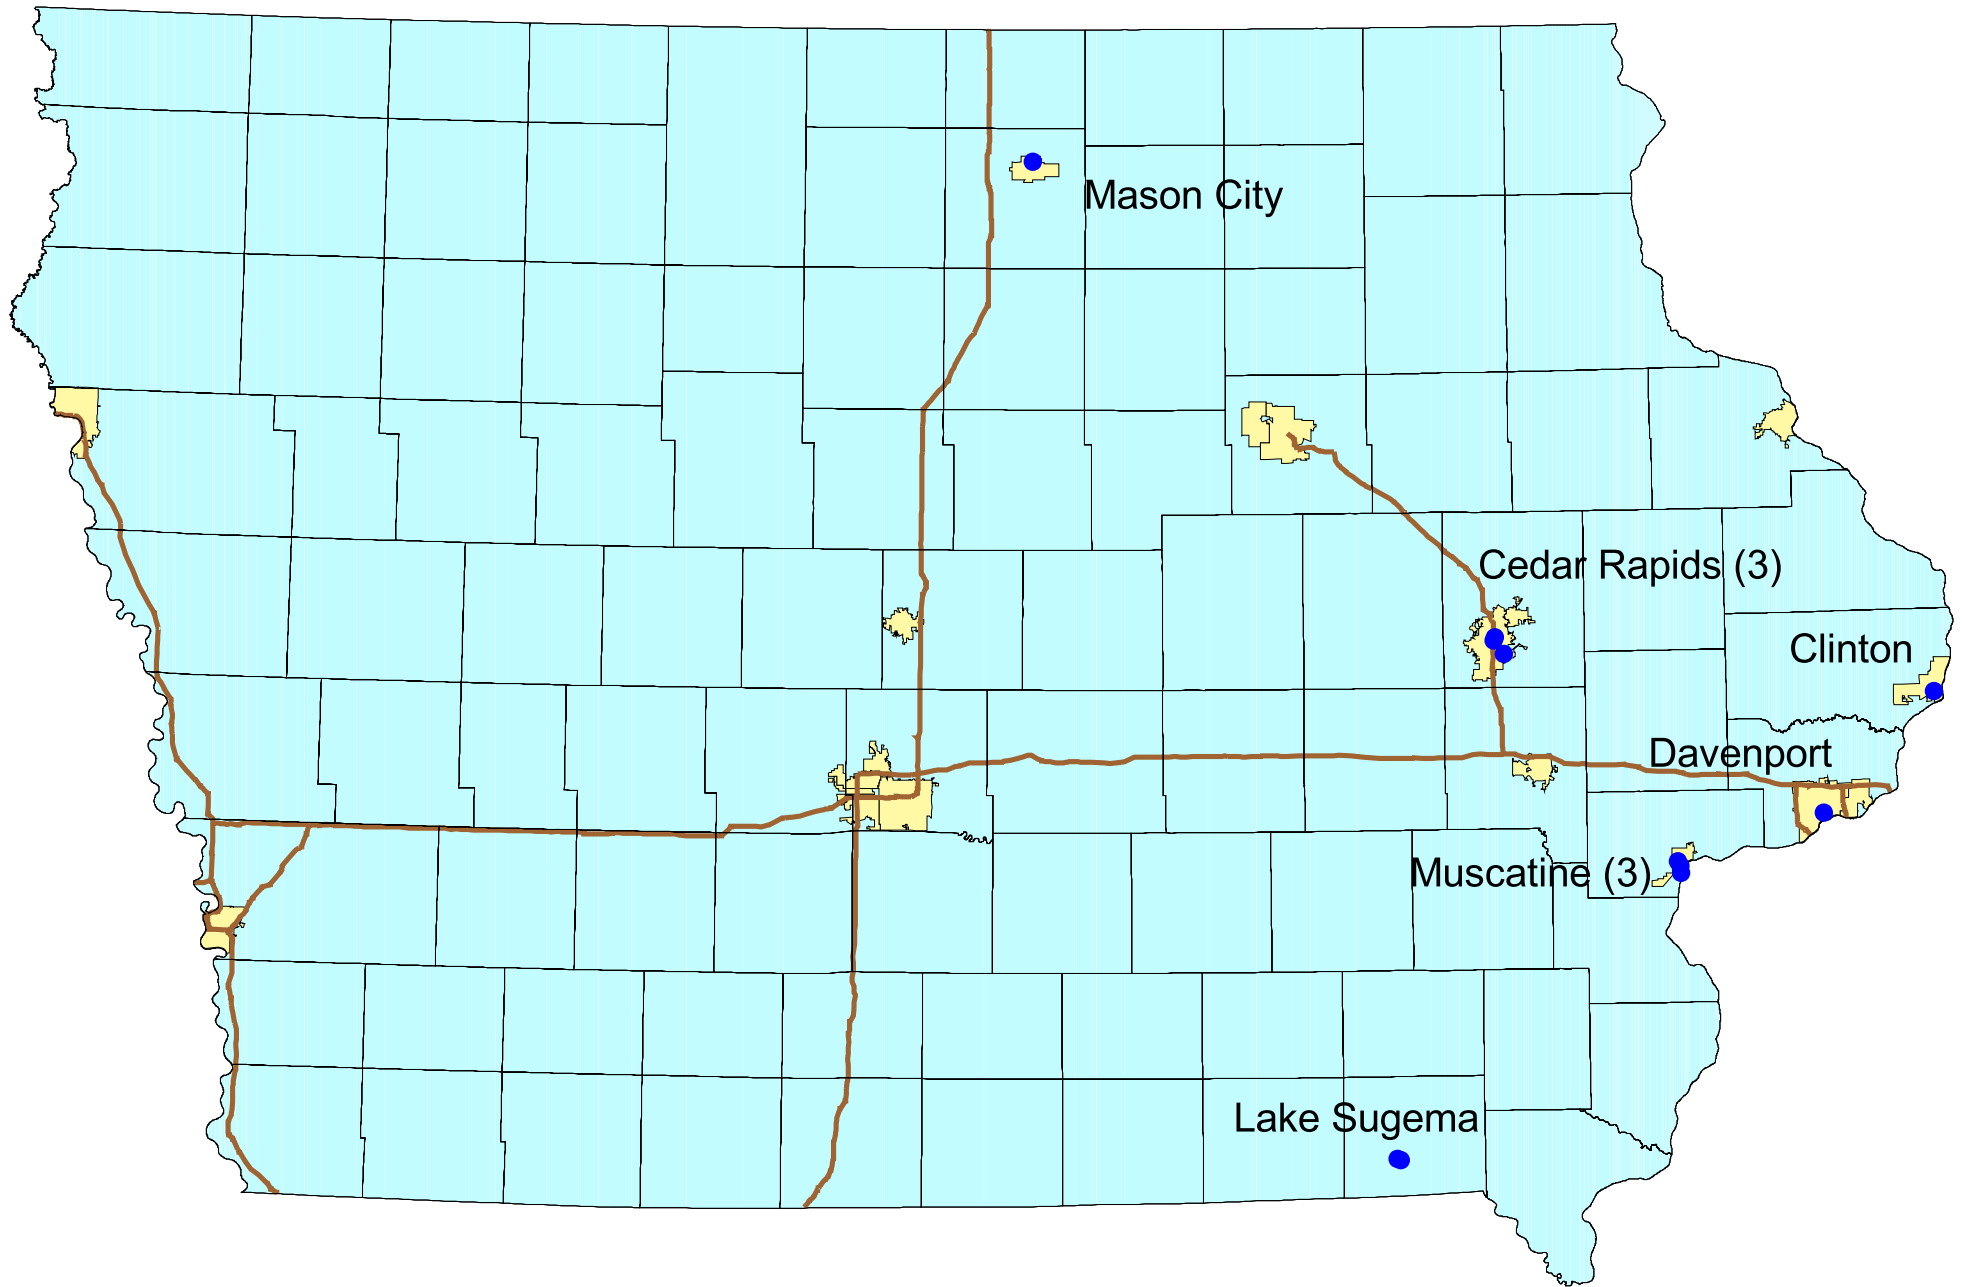 Mason City
Cedar Rapids (3)
Clinton
Davenport
Muscatine (3)
Lake Sugema